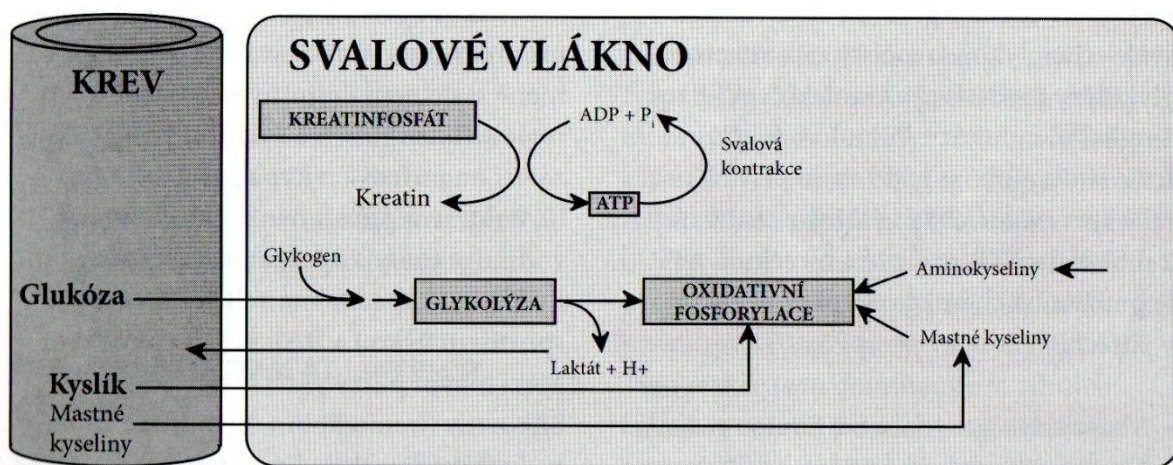 KREV
SVALOVÉ VLÁKNO
KREATINFOSFÁT
ADP + Pi
Svalová
kontrakce
Kreatin
ATP
Glykogen
Glukóza
GLYKOLÝZA
OXIDATIVNÍ
FOSFORYLACE
Aminokyseliny
Mastné kyseliny
Laktát + H+
Kyslík
Mastné
kyseliny